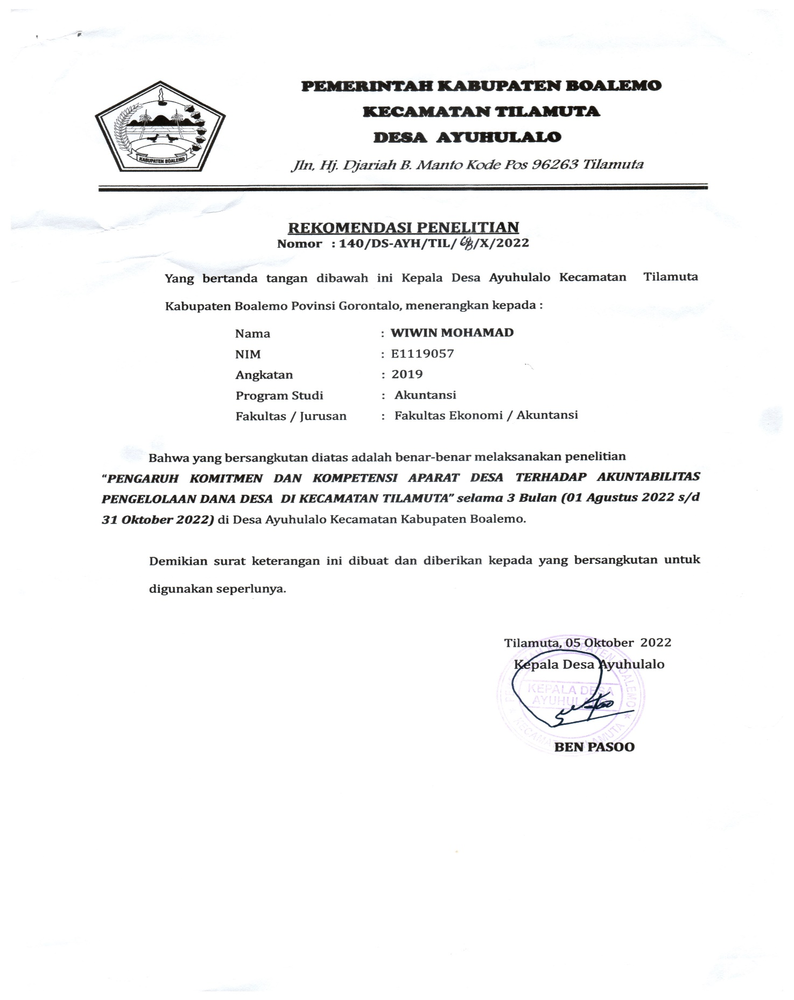 PEMERINTAH KABUPATEN BOALEMO
KECAMATAN TILAMUTA
DESA AYUHULALO
Jln, Hj. Djariah B. Manto Kode Pos 96263 Tilamuta
KABUPATEN BOALEMO
REKOMENDASI PENELITIAN
Nomor : 140/DS-AYH/TIL/ /X/2022
Yang bertanda tangan dibawah ini Kepala Desa Ayuhulalo Kecamatan Tilamuta
Kabupaten Boalemo Povinsi Gorontalo, menerangkan kepada :
Nama : WIWIN MOHAMAD
NIM : E1119057
Angkatan : 2019
Program Studi : Akuntansi
Fakultas / Jurusan : Fakultas Ekonomi / Akuntansi
Bahwa yang bersangkutan diatas adalah benar-benar melaksanakan penelitian
“PENGARUH KOMITMEN DAN KOMPETENSI APARAT DESA TERHADAP AKUNTABILITAS
PENGELOLAAN DANA DESA DI KECAMATAN TILAMUTA” selama 3 Bulan (01 Agustus 2022 s/d
31 Oktober 2022) di Desa Ayuhulalo Kecamatan Kabupaten Boalemo.
Demikian surat keterangan ini dibuat dan diberikan kepada yang bersangkutan untuk
digunakan seperlunya.
Tilamuta, 05 Oktober 2022
Kepala Desa Ayuhulalo
KABUPATEN BOALEMO
KEPALA DESA
AYUHULALO
KECAMATAN TILAMUTA
BEN PASOO